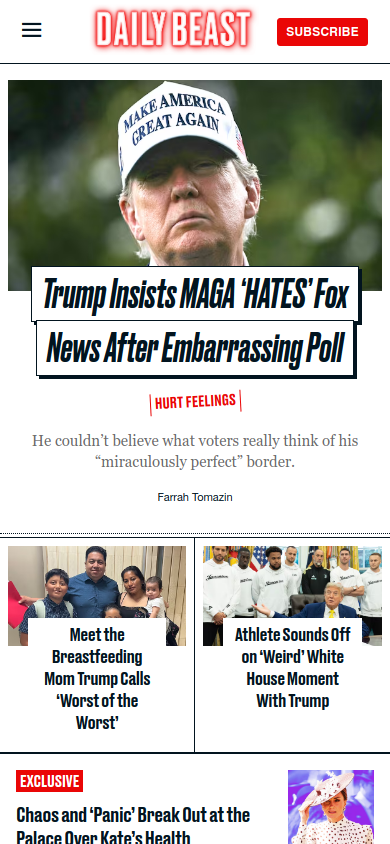 DAILY BEAST
SUBSCRIBE
MAKE AMERICA
GREAT AGAIN
Trump Insists MAGA ‘HATES’ Fox
News After Embarrassing Poll
HURT FEELINGS
He couldn’t believe what voters really think of his
“miraculously perfect” border.
Farrah Tomazin
Meet the
Breastfeeding
Mom Trump Calls
‘Worst of the
Worst’
Athlete Sounds Off
on ‘Weird’ White
House Moment
With Trump
EXCLUSIVE
Chaos and ‘Panic’ Break Out at the
Palace Over Kate’s Health